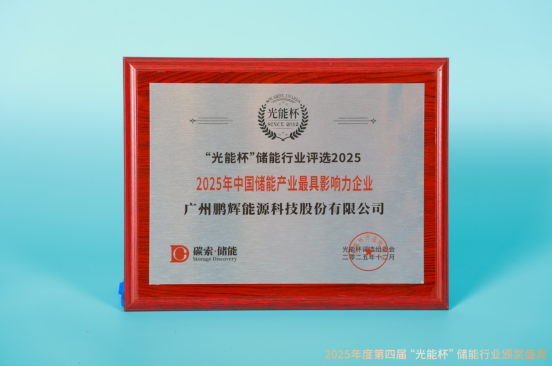 光能杯
SINCE 2012
“光能杯”储能行业评选2025
2025年中国储能产业最具影响力企业
广州鹏辉能源科技股份有限公司
碳索·储能
Storage Discovery
光能杯评选组委会
二零二五年十二月
2025年度第四届“光能杯”储能行业颁奖盛典